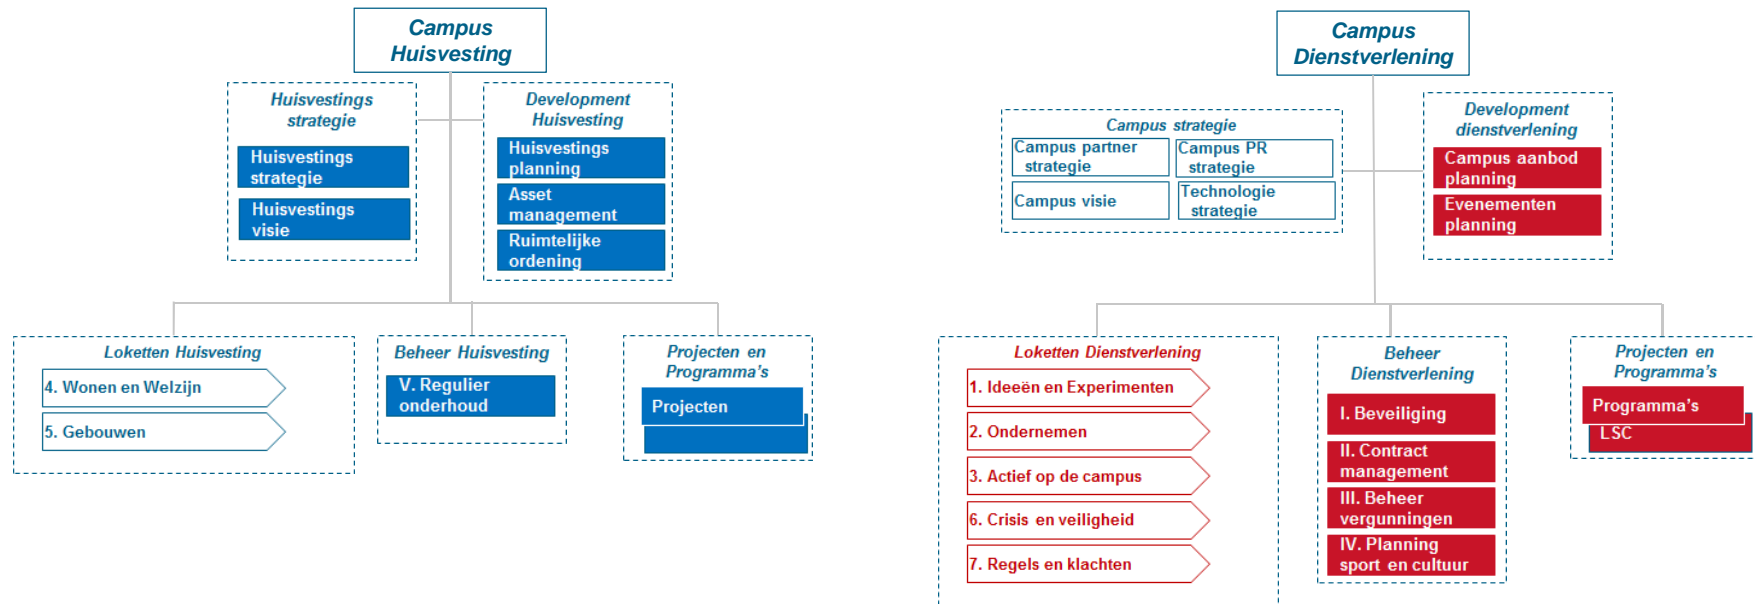 Campus
Huisvesting
Huisvestings
strategie
Huisvestings
strategie
Huisvestings
visie
Development
Huisvesting
Huisvestings
planning
Asset
management
Ruimtelijke
ordening
Loketten Huisvesting
4. Wonen en Welzijn
5. Gebouwen
Beheer Huisvesting
V. Regulier
onderhoud
Projecten en
Programma's
Projecten
Campus
Dienstverlening
Campus strategie
Campus partner
strategie
Campus PR
strategie
Campus visie
Technologie
strategie
Development
dienstverlening
Campus aanbod
planning
Evenementen
planning
Loketten Dienstverlening
1. Ideeën en Experimenten
2. Ondernemen
3. Actief op de campus
6. Crisis en veiligheid
7. Regels en klachten
Beheer
Dienstverlening
I. Beveiliging
II. Contract
management
III. Beheer
vergunningen
IV. Planning
sport en cultuur
Projecten en
Programma's
Programma's
LSC